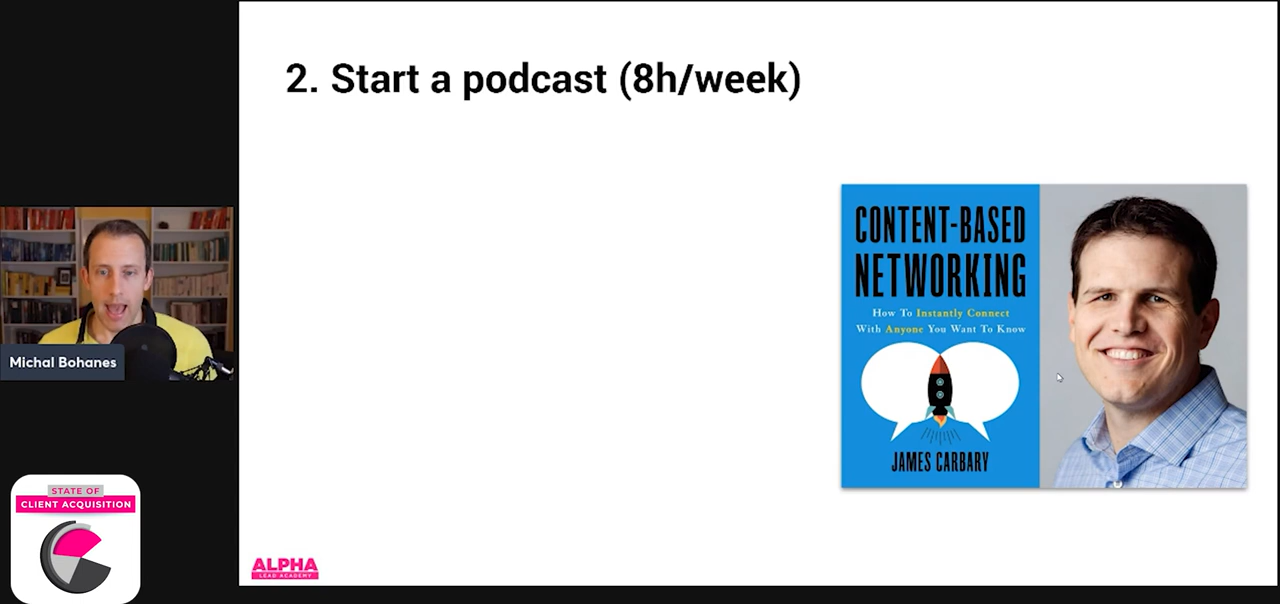 2. Start a podcast (8h/week)
CONTENT-BASED
NETWORKING
How To Instantly Connect
With Anyone You Want To Know
JAMES CARBARY
Michal Bohanes
STATE OF
CLIENT ACQUISITION
ALPHA
LEAD ACADEMY